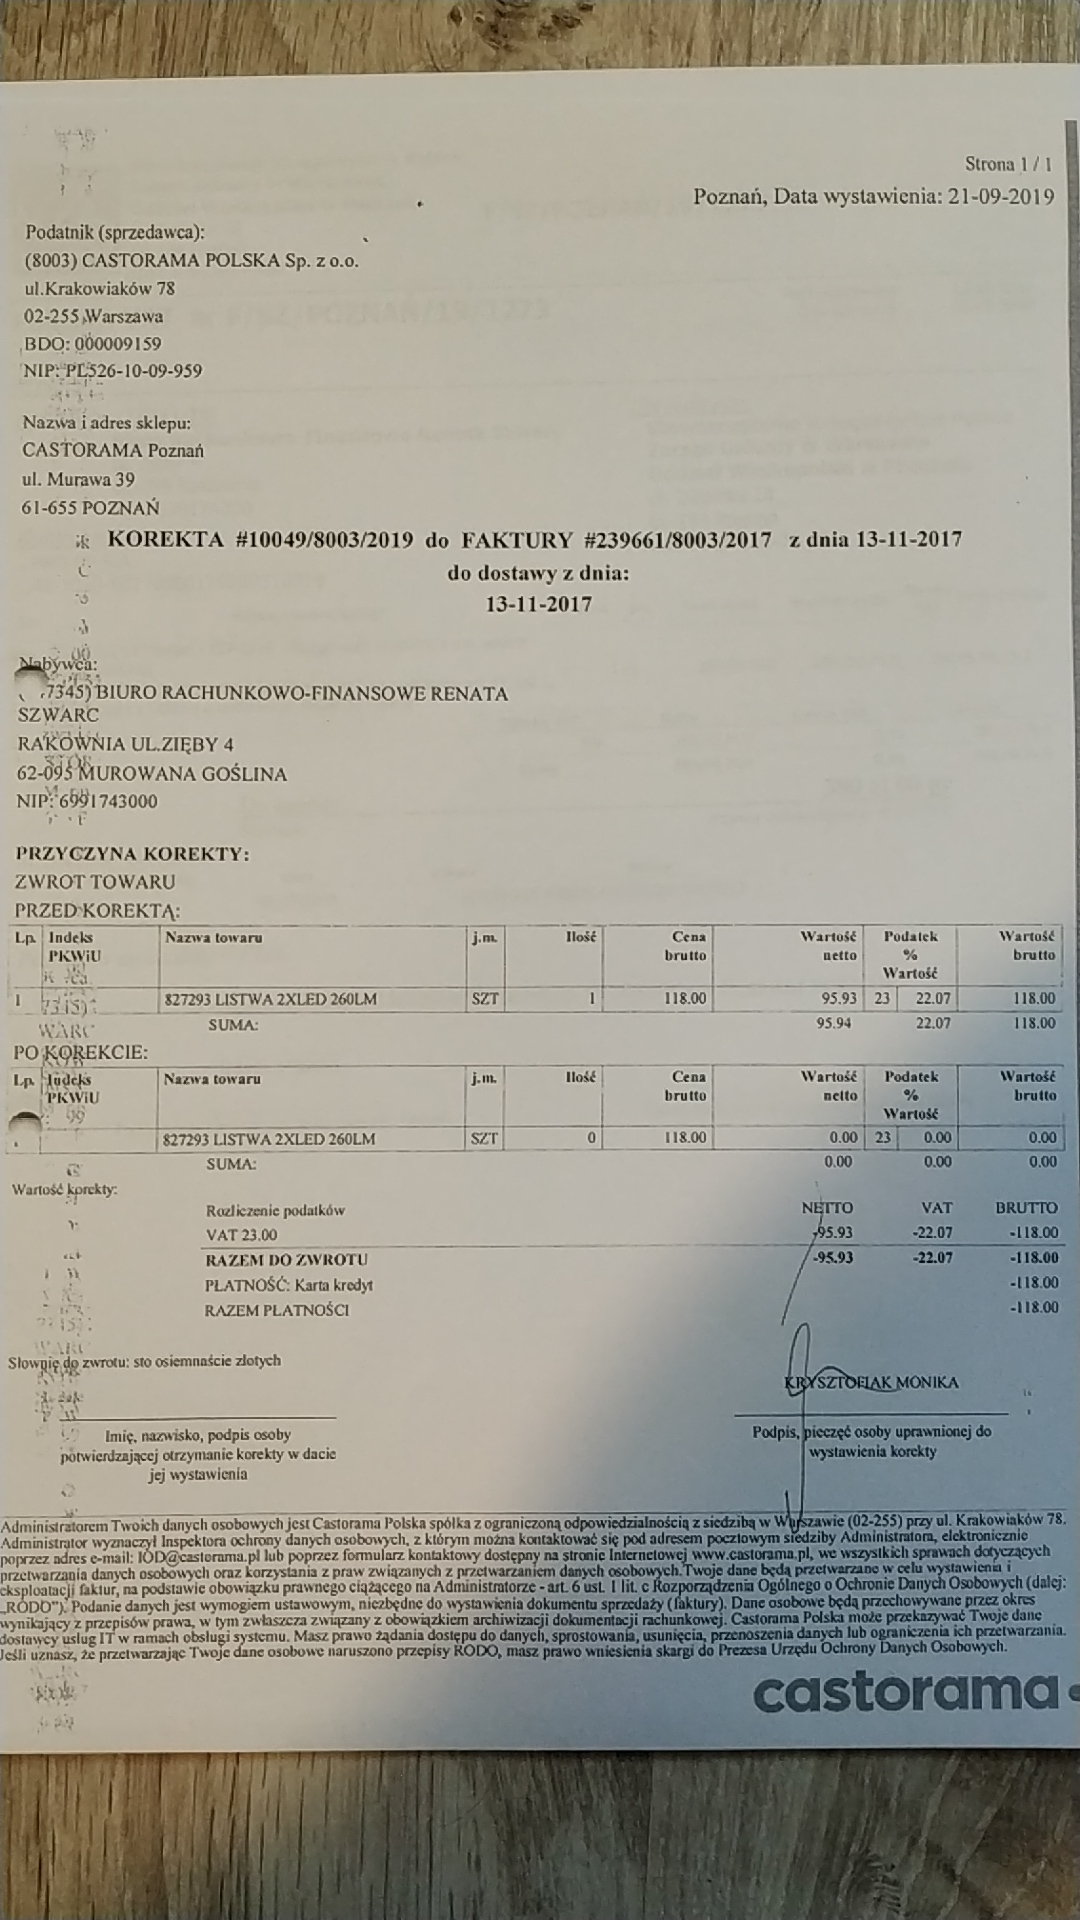 Strona 1 / 1
Poznań, Data wystawienia: 21-09-2019
Podatnik (sprzedawca):
(8003) CASTORAMA POLSKA Sp. z o.o.
ul.Krakowiaków 78
02-255 Warszawa
BDO: 000009159
NIP: PL526-10-09-959
Nazwa i adres sklepu:
CASTORAMA Poznań
ul. Murawa 39
61-655 POZNAŃ
KOREKTA #10049/8003/2019 do FAKTURY #239661/8003/2017 z dnia 13-11-2017
do dostawy z dnia:
13-11-2017
Nabywca:
7345) BIURO RACHUNKOWO-FINANSOWE RENATA
SZWARC
RAKOWNIA UL.ZIĘBY 4
62-095 MUROWANA GOŚLINA
NIP: 6991743000
PRZYCZYNA KOREKTY:
ZWROT TOWARU
PRZED KOREKTĄ:
Lp. Indeks PKWiU Nazwa towaru j.m. Ilość Cena brutto Wartość netto Podatek % Wartość Wartość brutto
1 827293 LISTWA 2XLED 260LM SZT 1 118.00 95.93 23 22.07 118.00
SUMA: 95.94 22.07 118.00
PO KOREKCIE:
Lp. Indeks PKWiU Nazwa towaru j.m. Ilość Cena brutto Wartość netto Podatek % Wartość Wartość brutto
827293 LISTWA 2XLED 260LM SZT 0 118.00 0.00 23 0.00 0.00
SUMA: 0.00 0.00 0.00
Wartość korekty:
Rozliczenie podatków NETTO VAT BRUTTO
VAT 23.00 -95.93 -22.07 -118.00
RAZEM DO ZWROTU -95.93 -22.07 -118.00
PŁATNOŚĆ: Karta kredyt -118.00
RAZEM PŁATNOŚCI -118.00
Słownie do zwrotu: sto osiemnaście złotych
KRYSZTOFIAK MONIKA
Imię, nazwisko, podpis osoby
potwierdzającej otrzymanie korekty w dacie
jej wystawienia
Podpis, pieczęć osoby uprawnionej do
wystawienia korekty
Administratorem Twoich danych osobowych jest Castorama Polska spółka z ograniczoną odpowiedzialnością z siedzibą w Warszawie (02-255) przy ul. Krakowiaków 78.
Administrator wyznaczył Inspektora ochrony danych osobowych, z którym można kontaktować się pod adresem pocztowym siedziby Administratora, elektronicznie
poprzez adres e-mail: IOD@castorama.pl lub poprzez formularz kontaktowy dostępny na stronie Internetowej www.castorama.pl, we wszystkich sprawach dotyczących
przetwarzania danych osobowych oraz korzystania z praw związanych z przetwarzaniem danych osobowych.Twoje dane będą przetwarzane w celu wystawienia i
eksploatacji faktur, na podstawie obowiązku prawnego ciążącego na Administratorze - art. 6 ust. 1 lit. c Rozporządzenia Ogólnego o Ochronie Danych Osobowych (dalej:
„RODO"). Podanie danych jest wymogiem ustawowym, niezbędne do wystawienia dokumentu sprzedaży (faktury). Dane osobowe będą przechowywane przez okres
wynikający z przepisów prawa, w tym zwłaszcza związany z obowiązkiem archiwizacji dokumentacji rachunkowej. Castorama Polska może przekazywać Twoje dane
dostawcy usług IT w ramach obsługi systemu. Masz prawo żądania dostępu do danych, sprostowania, usunięcia, przenoszenia danych lub ograniczenia ich przetwarzania.
Jeśli uznasz, że przetwarzając Twoje dane osobowe naruszono przepisy RODO, masz prawo wniesienia skargi do Prezesa Urzędu Ochrony Danych Osobowych.
castorama